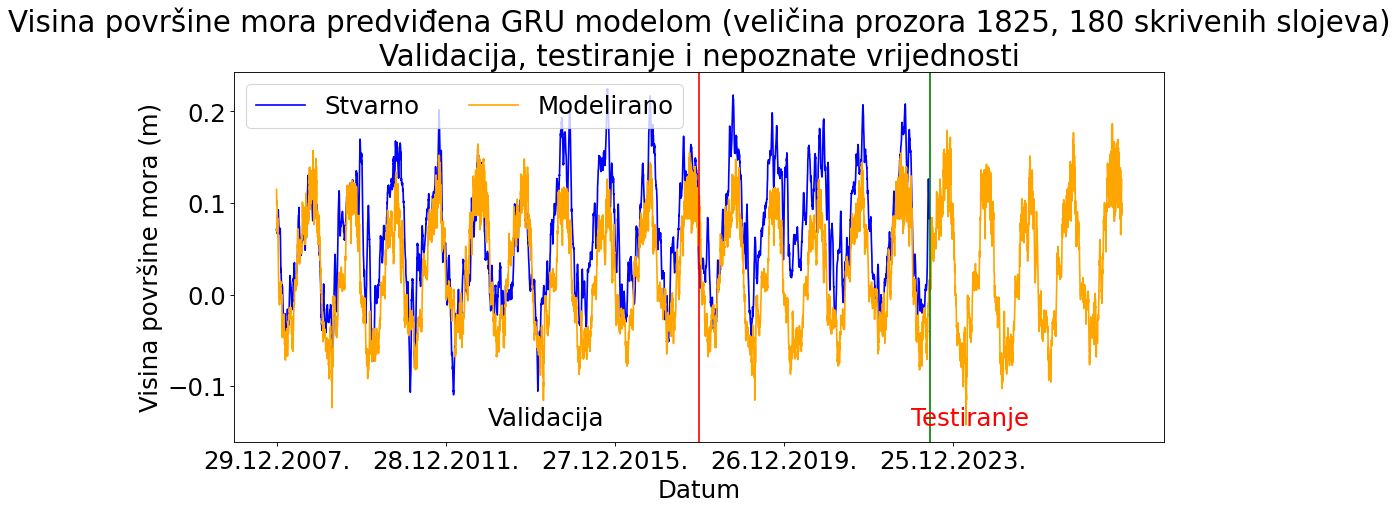 Visina površine mora predviđena GRU modelom (veličina prozora 1825, 180 skrivenih slojeva)
Validacija, testiranje i nepoznate vrijednosti
Stvarno
Modelirano
Visina površine mora (m)
0.2
0.1
0.0
−0.1
Validacija
Testiranje
29.12.2007.
28.12.2011.
27.12.2015.
26.12.2019.
25.12.2023.
Datum